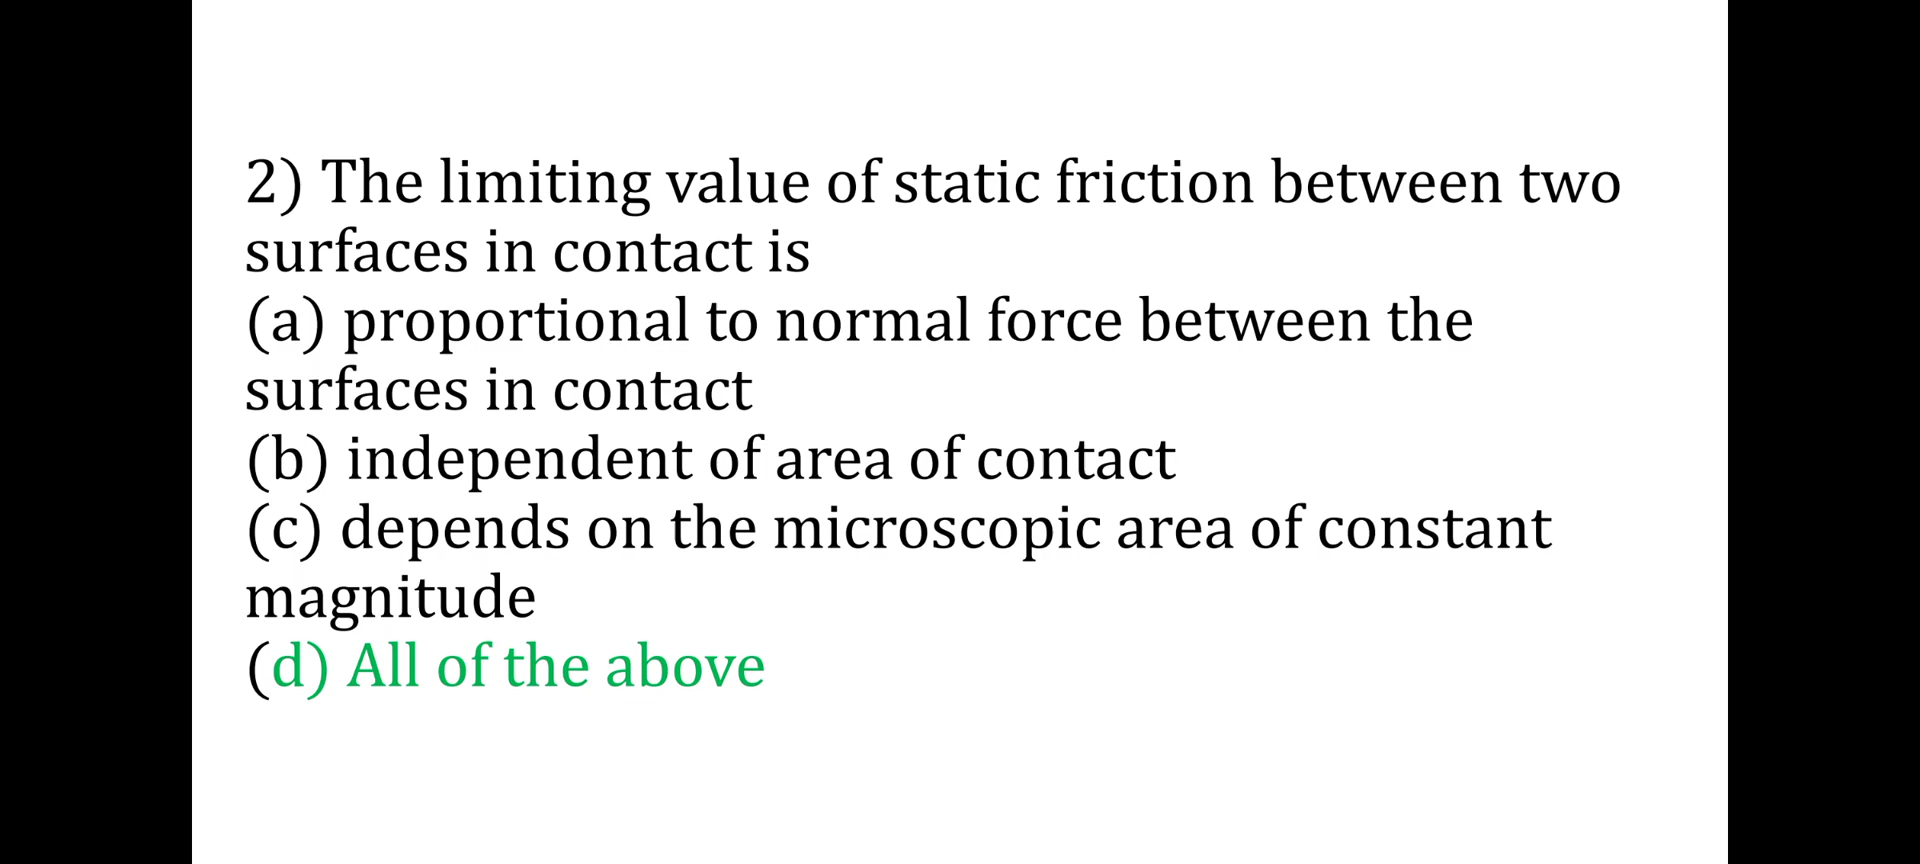 2) The limiting value of static friction between two
surfaces in contact is
(a) proportional to normal force between the
surfaces in contact
(b) independent of area of contact
(c) depends on the microscopic area of constant
magnitude
(d) All of the above